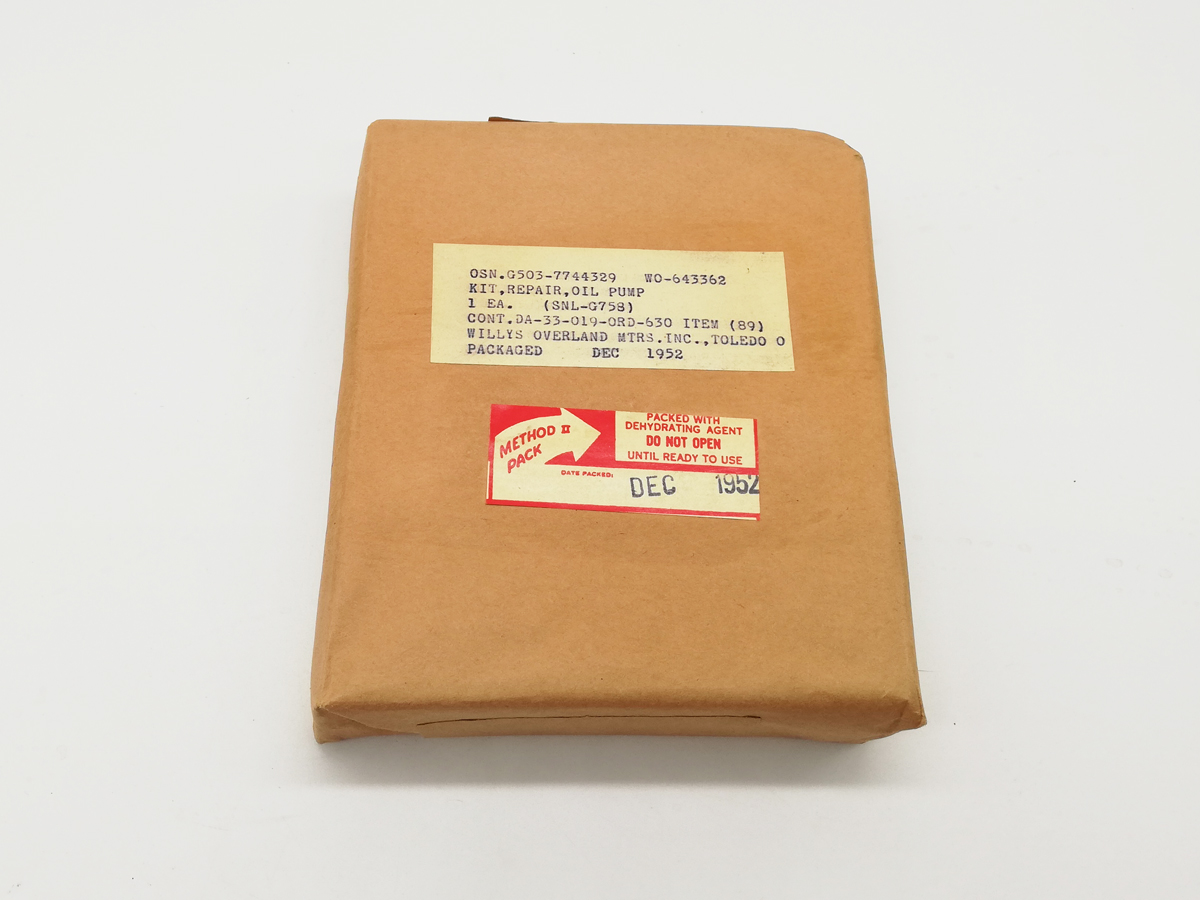 OSN.G503-7744329 WO-643362
KIT,REPAIR,OIL PUMP
1 EA. (SNL-G758)
CONT.DA-33-019-ORD-630 ITEM (89)
WILLYS OVERLAND MTRS.INC.,TOLEDO O
PACKAGED DEC 1952
METHOD II
PACK
PACKED WITH
DEHYDRATING AGENT
DO NOT OPEN
UNTIL READY TO USE
DATE PACKED:
DEC 1952